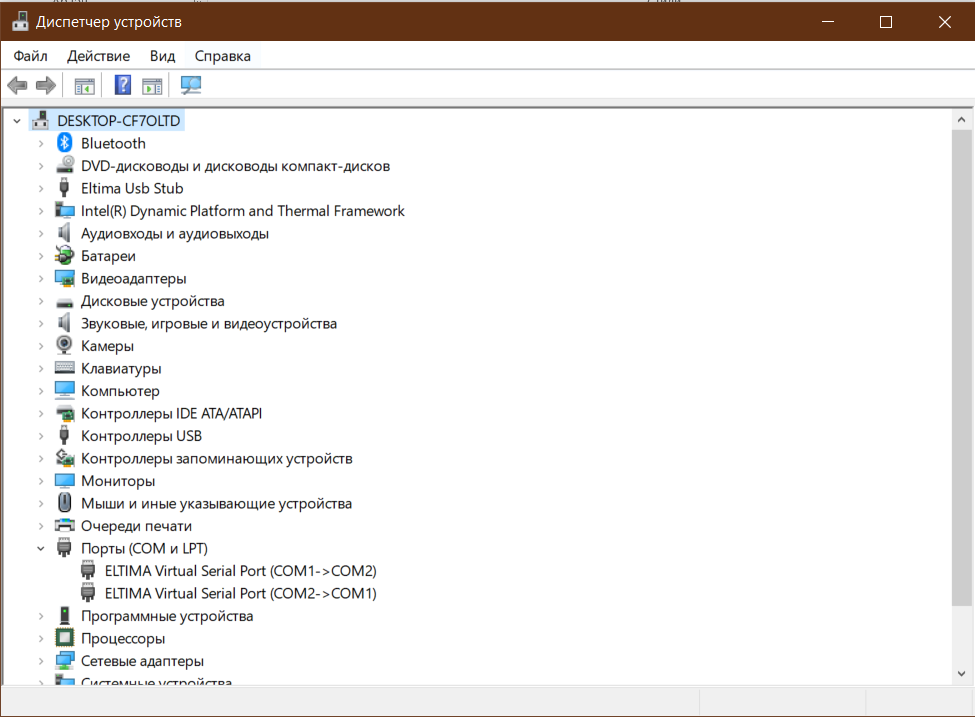 Диспетчер устройств
Файл Действие Вид Справка
DESKTOP-CF7OLTD
Bluetooth
DVD-дисководы и дисководы компакт-дисков
Eltima Usb Stub
Intel(R) Dynamic Platform and Thermal Framework
Аудиовходы и аудиовыходы
Батареи
Видеоадаптеры
Дисковые устройства
Звуковые, игровые и видеоустройства
Камеры
Клавиатуры
Компьютер
Контроллеры IDE ATA/ATAPI
Контроллеры USB
Контроллеры запоминающих устройств
Мониторы
Мыши и иные указывающие устройства
Очереди печати
Порты (COM и LPT)
ELTIMA Virtual Serial Port (COM1->COM2)
ELTIMA Virtual Serial Port (COM2->COM1)
Программные устройства
Процессоры
Сетевые адаптеры
Системные устройства